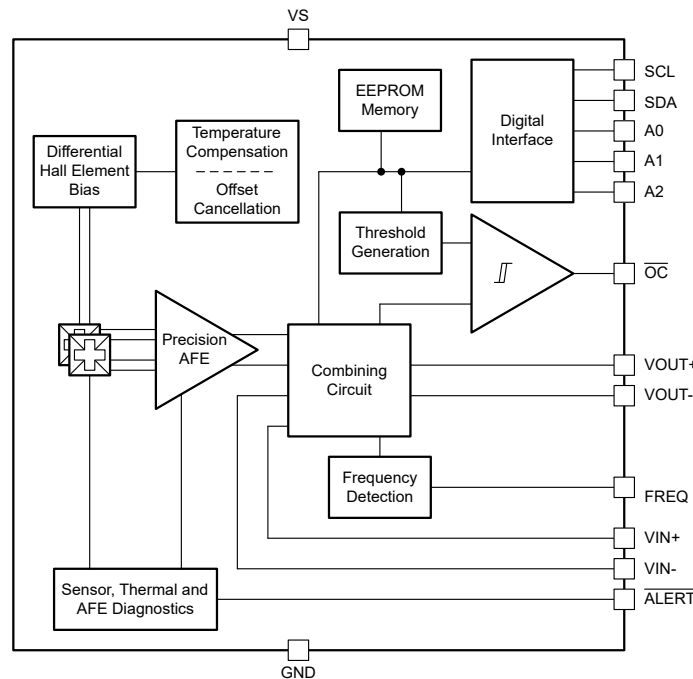 VS
SCL
SDA
A0
A1
A2
EEPROM
Memory
Digital
Interface
Differential
Hall Element
Bias
Temperature
Compensation
Offset
Cancellation
Threshold
Generation
OC
Precision
AFE
Combining
Circuit
VOUT+
VOUT-
Frequency
Detection
FREQ
VIN+
VIN-
Sensor, Thermal and
AFE Diagnostics
ALERT
GND